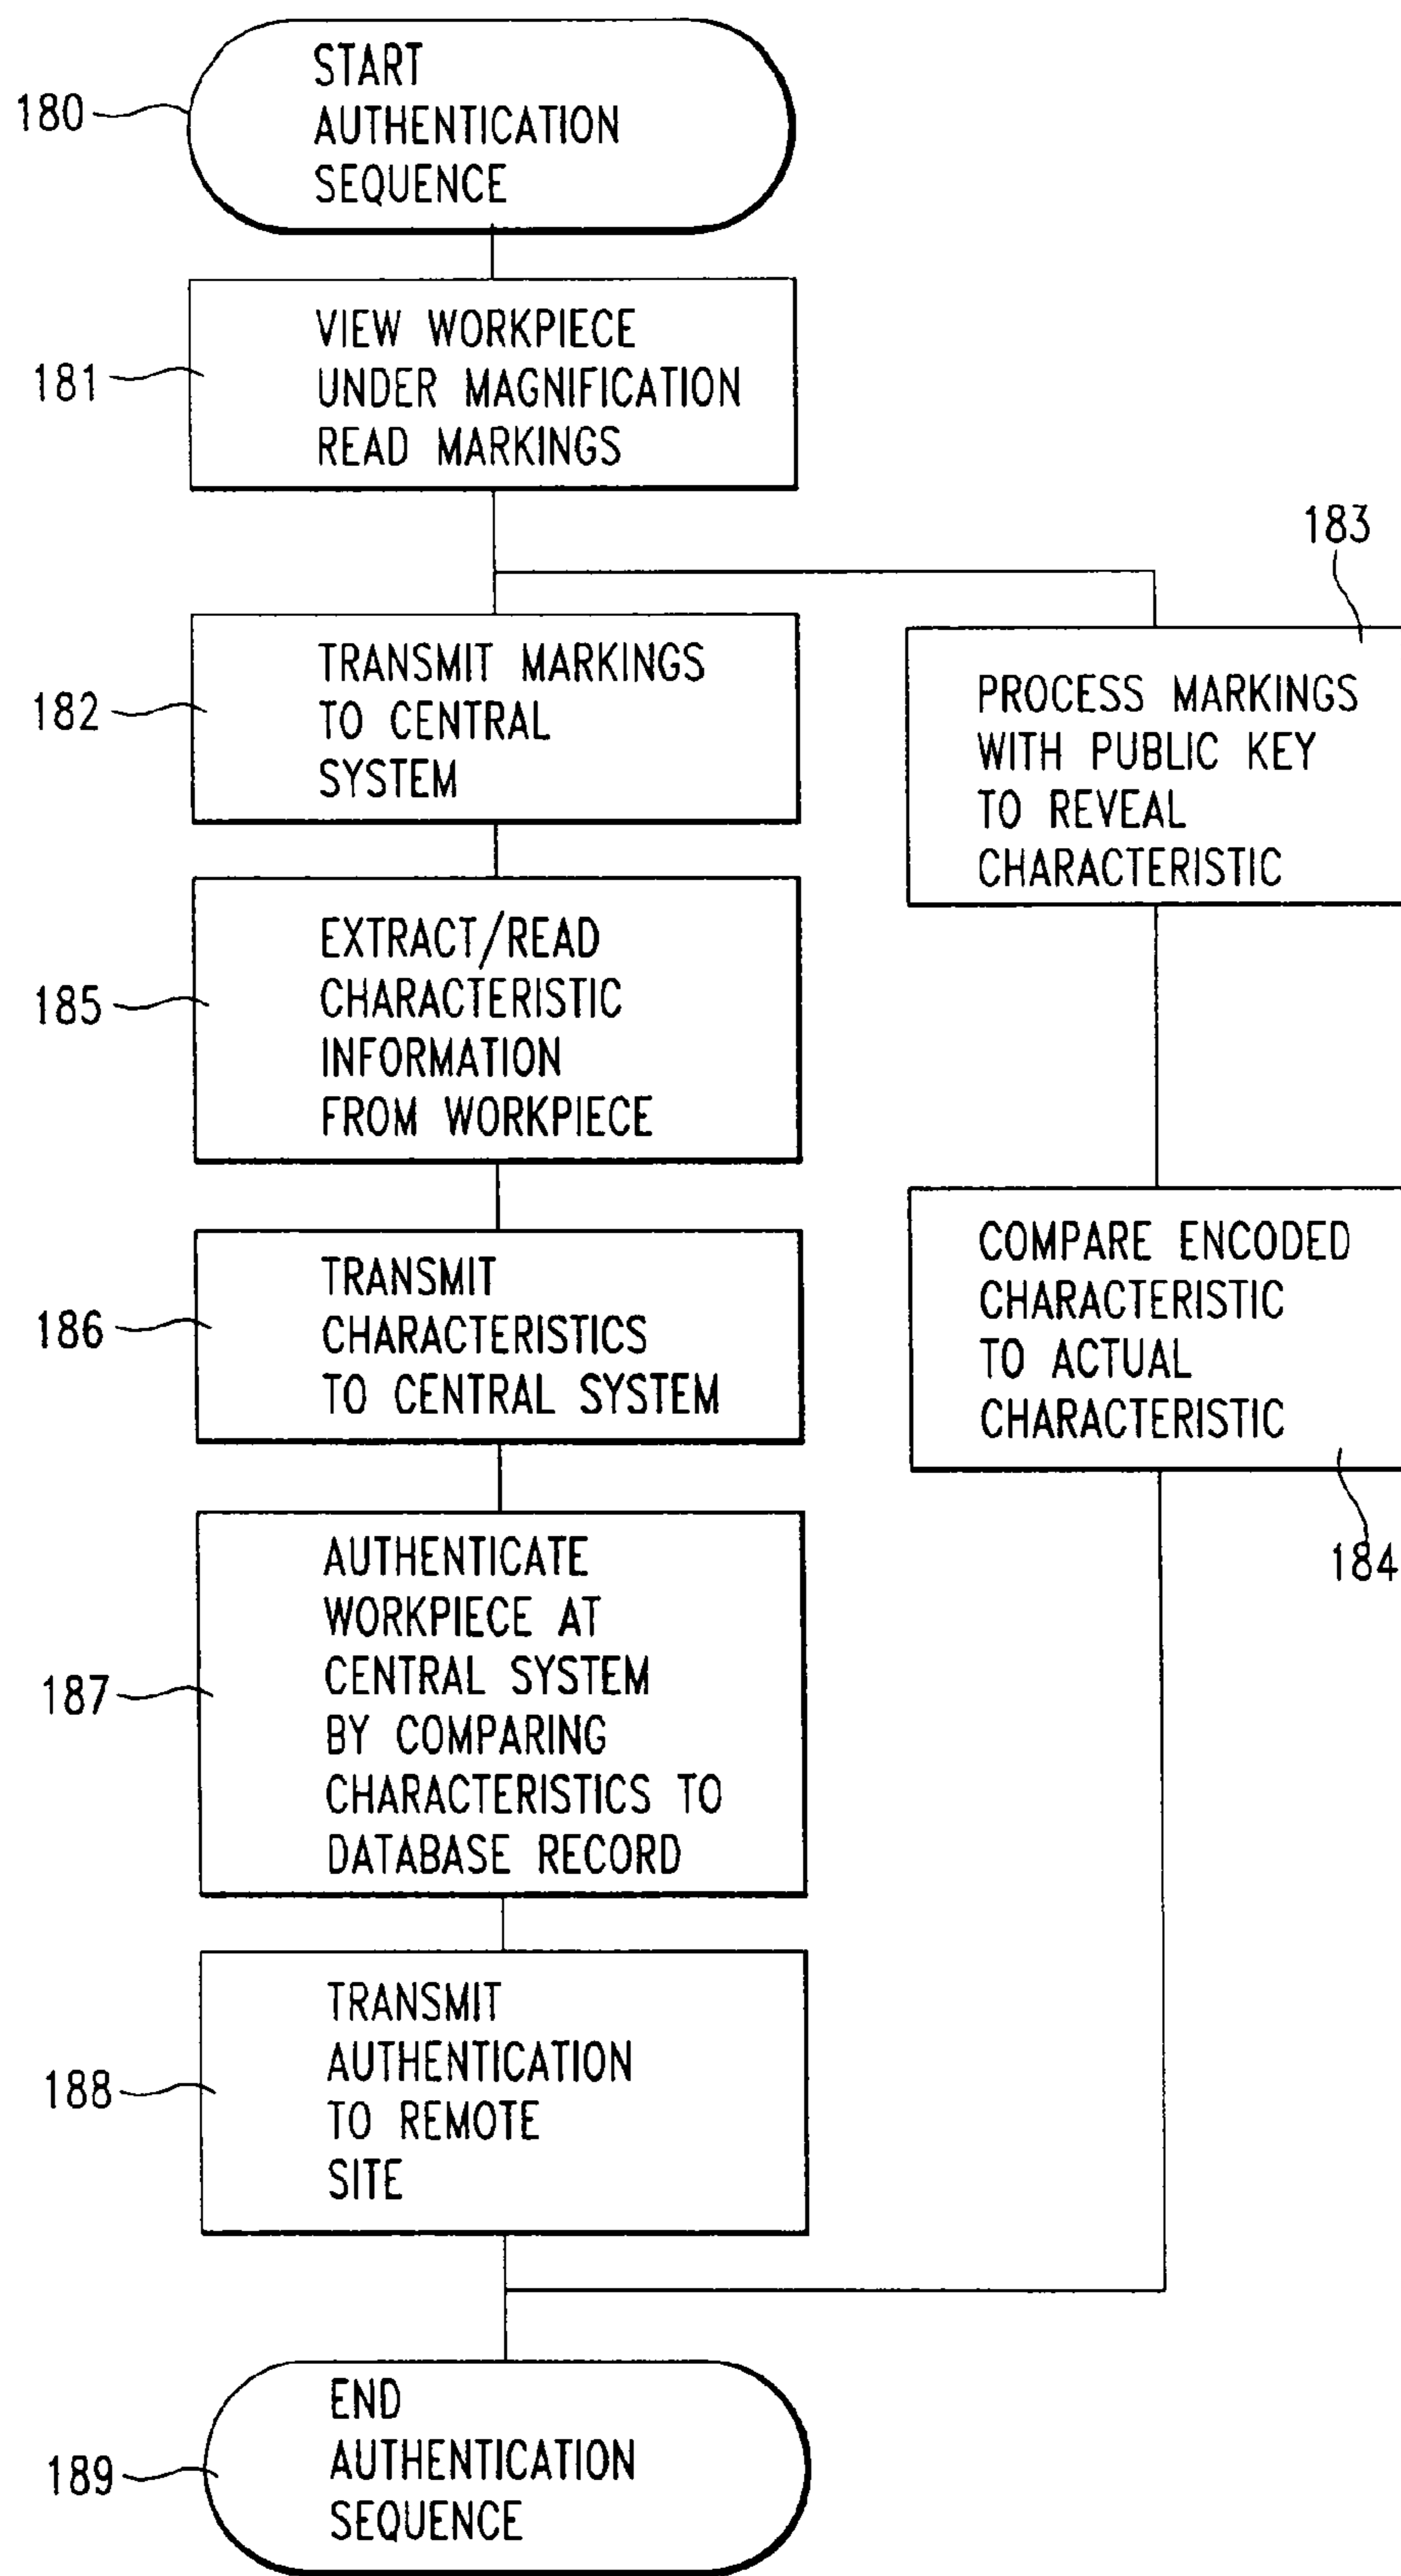 180
START
AUTHENTICATION
SEQUENCE
181
VIEW WORKPIECE
UNDER MAGNIFICATION
READ MARKINGS
182
TRANSMIT MARKINGS
TO CENTRAL
SYSTEM
183
PROCESS MARKINGS
WITH PUBLIC KEY
TO REVEAL
CHARACTERISTIC
185
EXTRACT/READ
CHARACTERISTIC
INFORMATION
FROM WORKPIECE
186
TRANSMIT
CHARACTERISTICS
TO CENTRAL SYSTEM
COMPARE ENCODED
CHARACTERISTIC
TO ACTUAL
CHARACTERISTIC
184
187
AUTHENTICATE
WORKPIECE AT
CENTRAL SYSTEM
BY COMPARING
CHARACTERISTICS TO
DATABASE RECORD
188
TRANSMIT
AUTHENTICATION
TO REMOTE
SITE
189
END
AUTHENTICATION
SEQUENCE